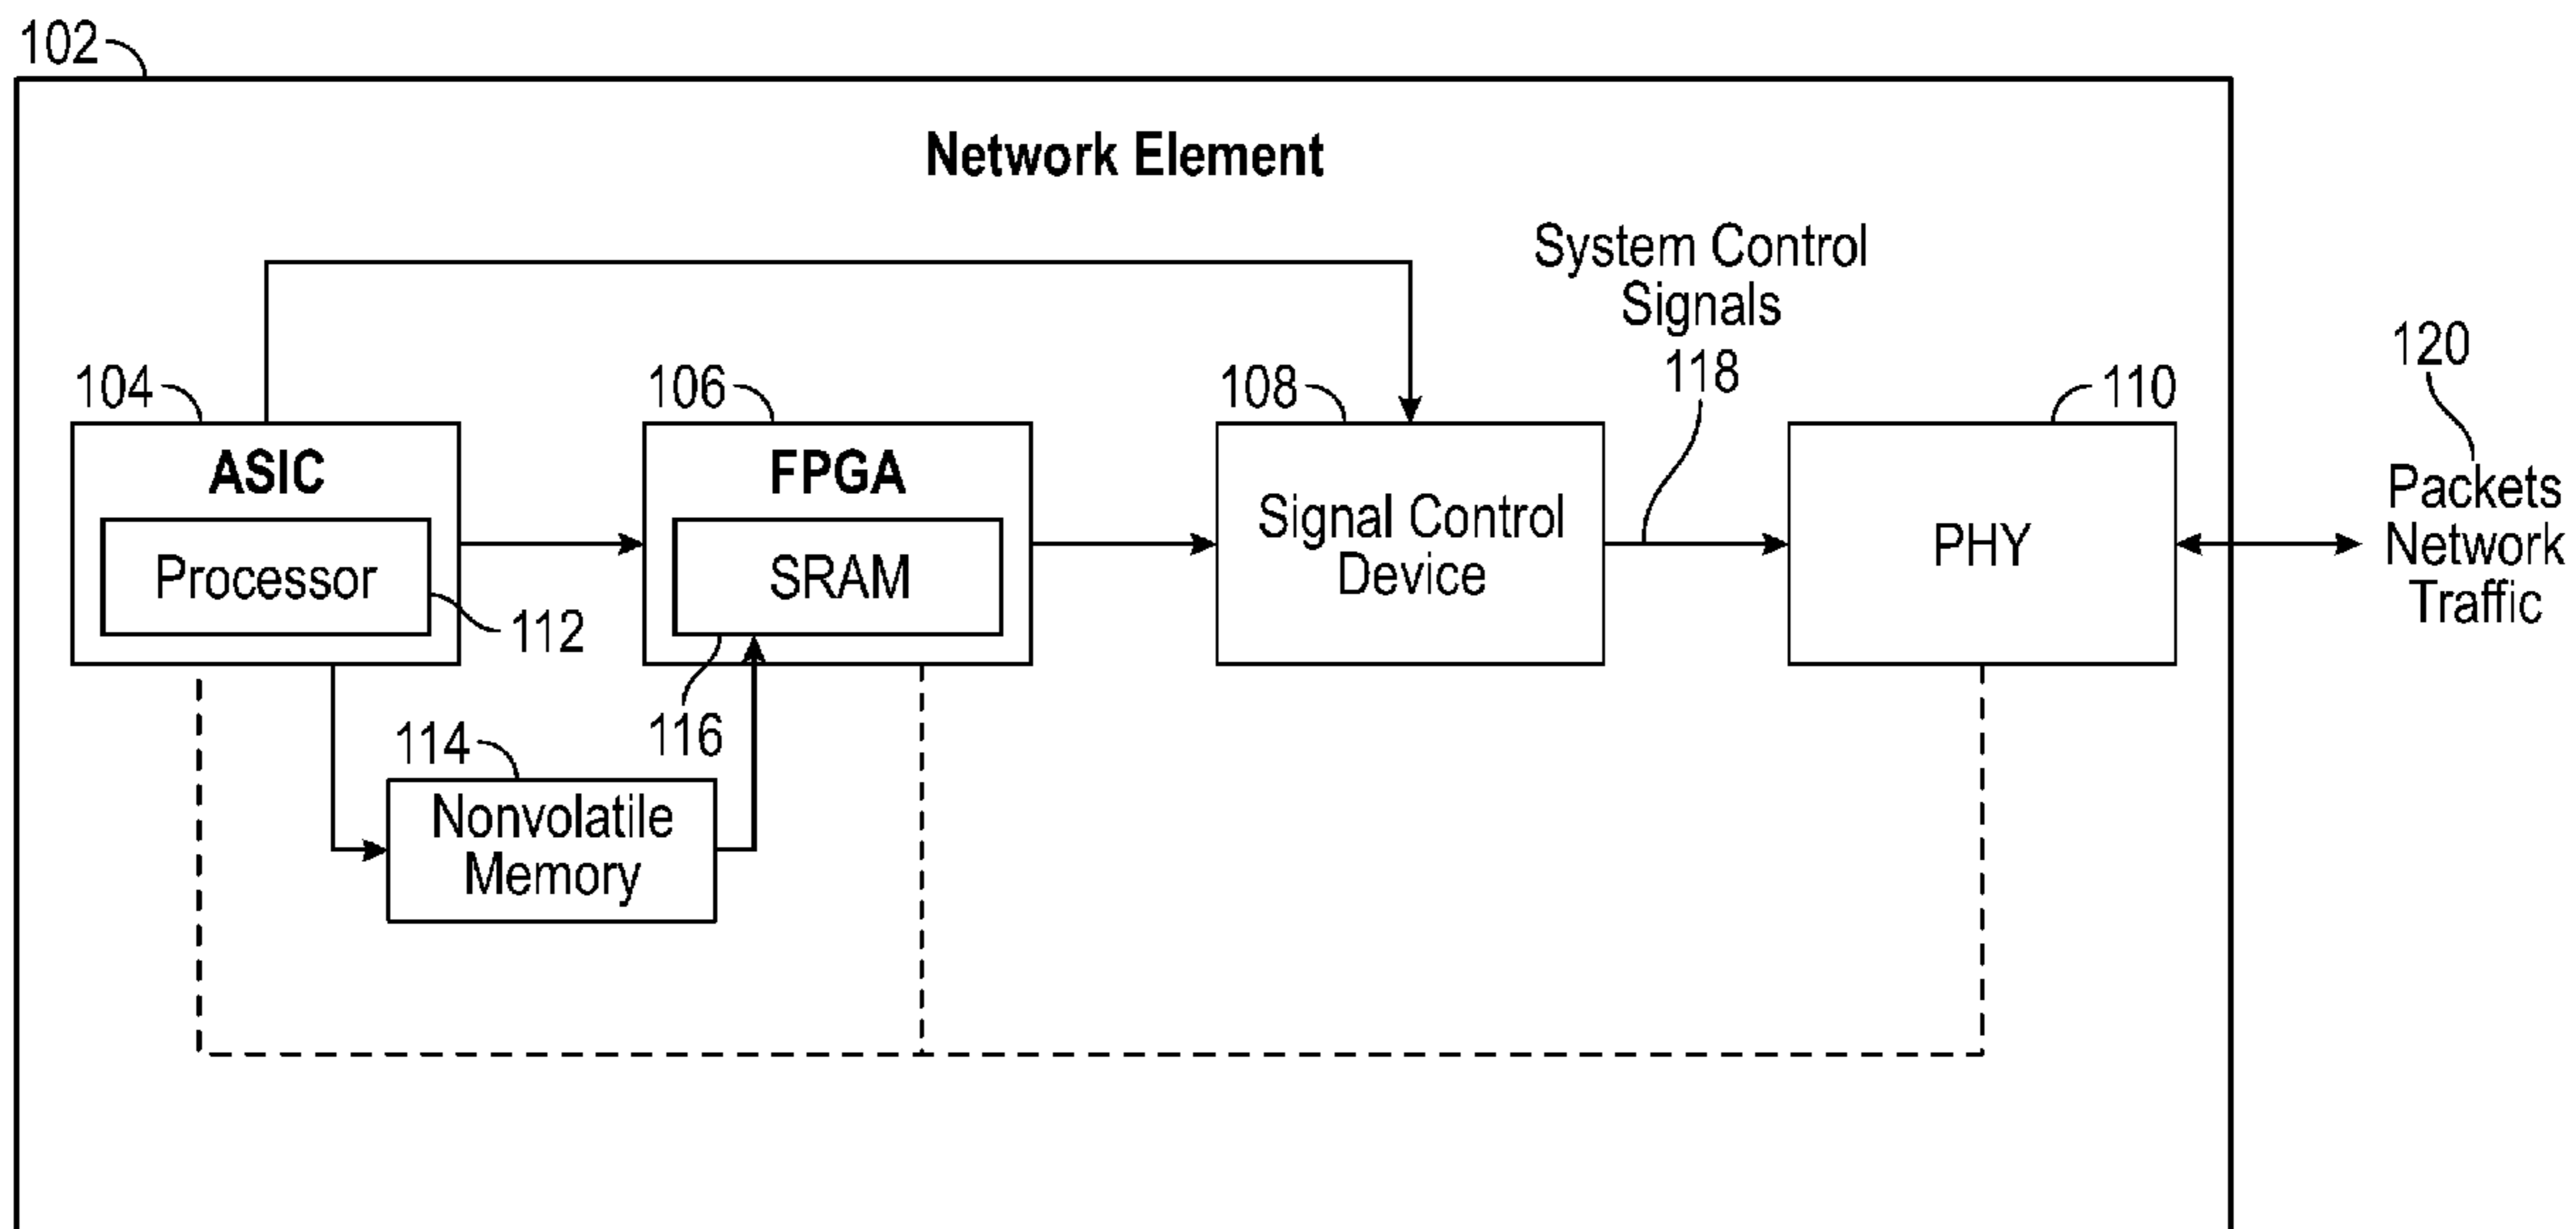 102
Network Element
System Control
Signals
118
120
Packets
Network
Traffic
104
ASIC
Processor
112
106
FPGA
SRAM
116
108
Signal Control
Device
110
PHY
114
Nonvolatile
Memory